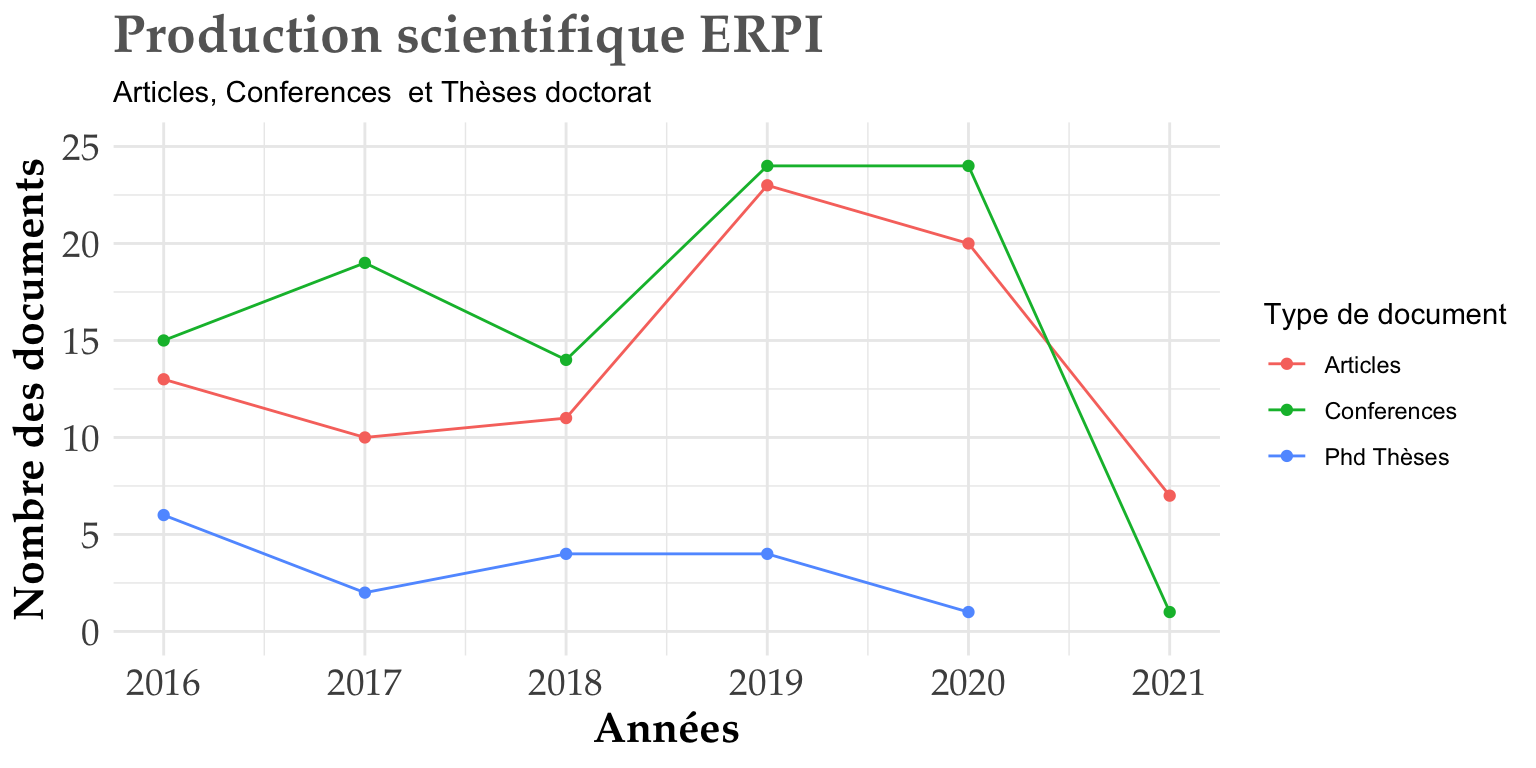 Production scientifique ERPI
Articles, Conferences  et Thèses doctorat
Nombre des documents
25
20
15
10
5
0
2016 2017 2018 2019 2020 2021
Années
Type de document
Articles
Conferences
Phd Thèses